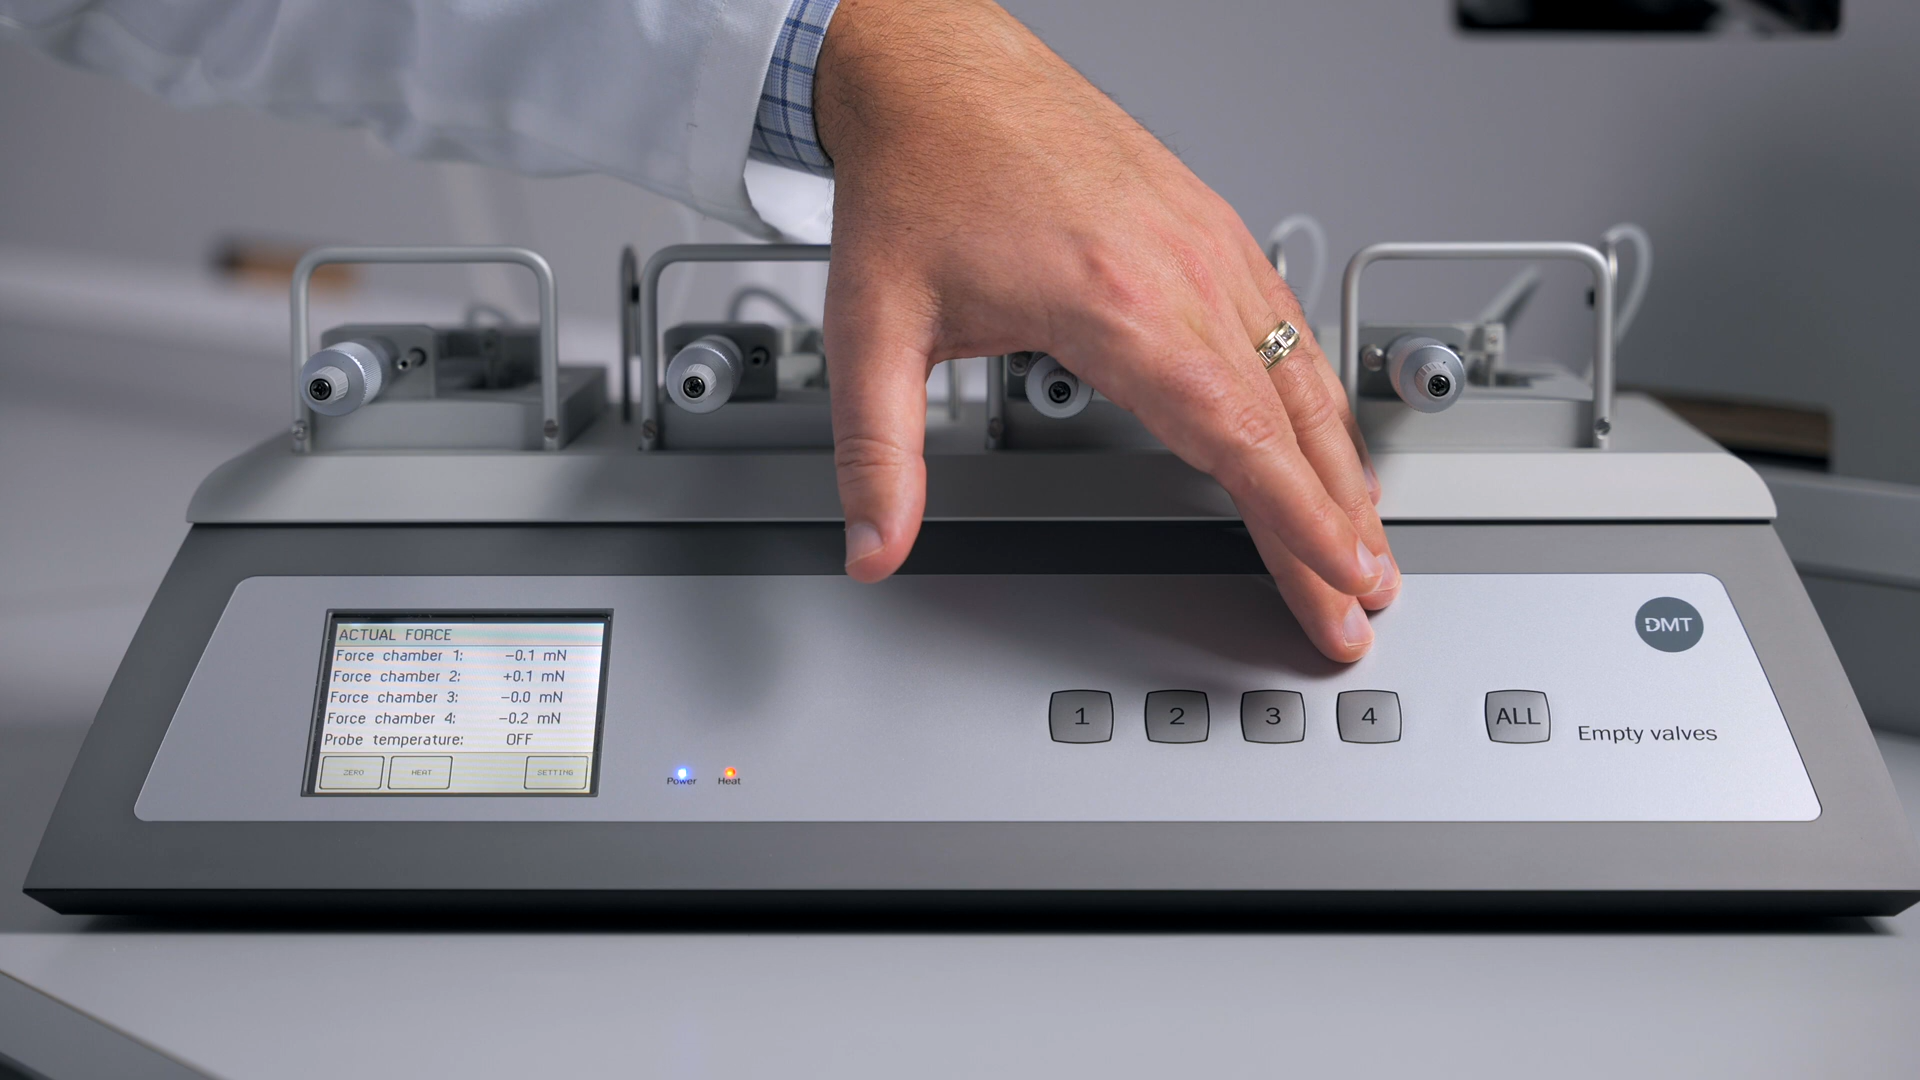 ACTUAL FORCE
Force chamber 1: -0.1 mN
Force chamber 2: +0.1 mN
Force chamber 3: -0.0 mN
Force chamber 4: -0.2 mN
Probe temperature: OFF
ZERO HEAT SETTING
Power Heat
1 2 3 4 ALL Empty valves
DMT